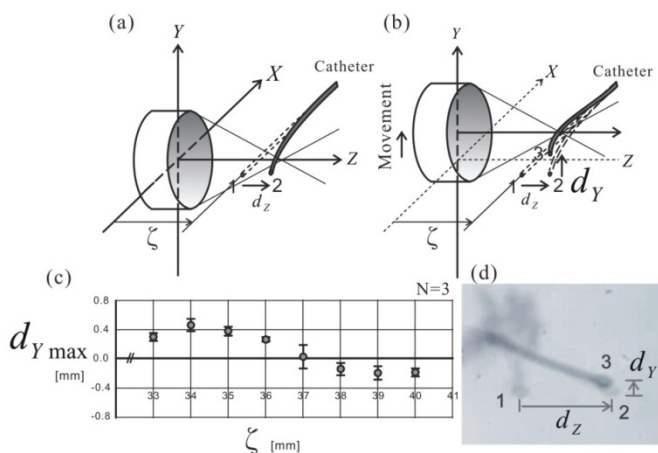 (a)
Y
X
Catheter
Z
1
2
d_Z
ζ
(b)
Y
X
Catheter
Movement
Z
3
1
2
d_Z
d_Y
ζ
(c)
N=3
d_Y max
[mm]
0.8
0.4
0.0
-0.4
-0.8
33 34 35 36 37 38 39 40 41
ζ [mm]
(d)
3
d_Y
1
2
d_Z